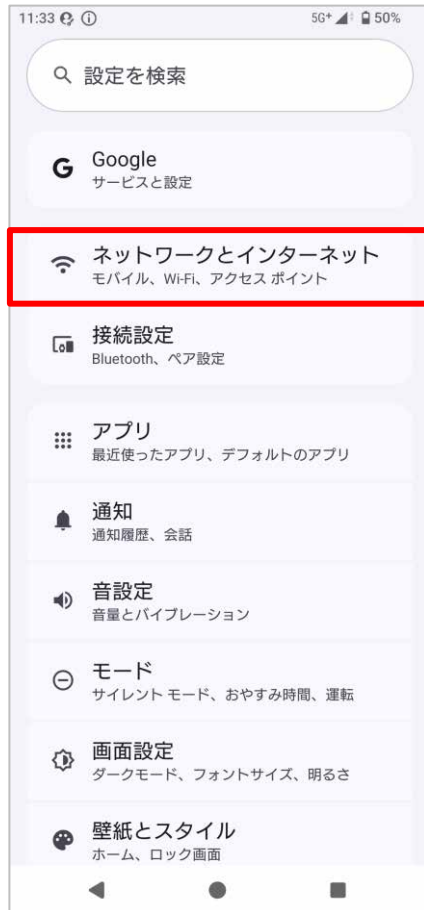 11:33 5G+ 50%
設定を検索
G Google
サービスと設定
ネットワークとインターネット
モバイル、Wi-Fi、アクセス ポイント
接続設定
Bluetooth、ペア設定
アプリ
最近使ったアプリ、デフォルトのアプリ
通知
通知履歴、会話
音設定
音量とバイブレーション
モード
サイレント モード、おやすみ時間、運転
画面設定
ダークモード、フォントサイズ、明るさ
壁紙とスタイル
ホーム、ロック画面